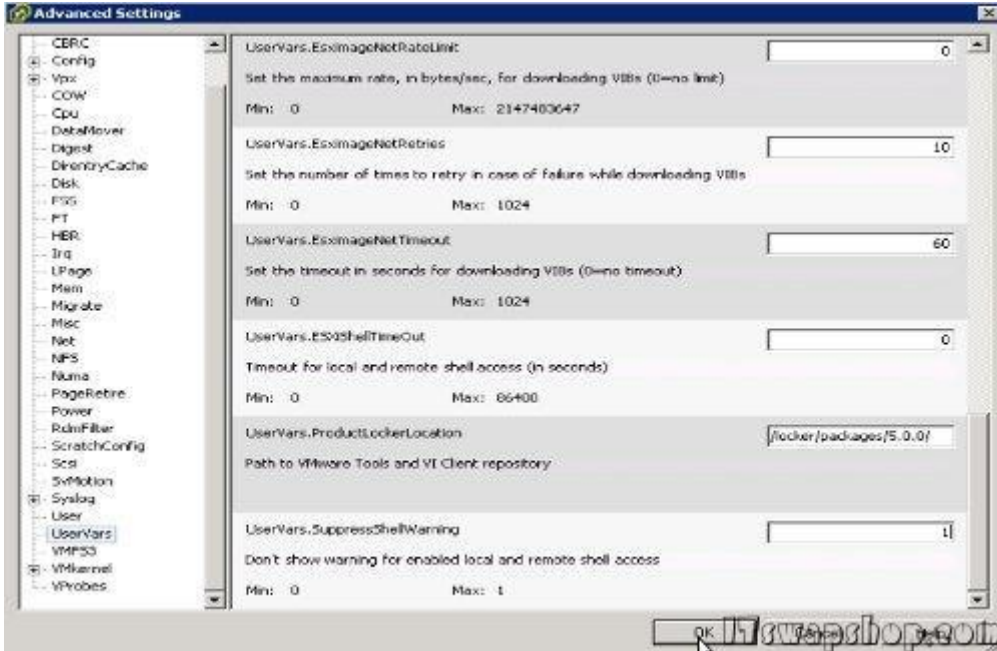 Advanced Settings
CBRC
Config
Vpx
COW
Cpu
DataMover
Digest
DirentryCache
Disk
FSS
FT
HBR
Irq
LPage
Mem
Migrate
Misc
Net
NFS
Numa
PageRetire
Power
RdmFilter
ScratchConfig
Scsi
SvMotion
Syslog
User
UserVars
VMFS3
VMkernel
VProbes
UserVars.EsximageNetRateLimit
0
Set the maximum rate, in bytes/sec, for downloading VIBs (0=no limit)
Min: 0 Max: 2147483647
UserVars.EsximageNetRetries
10
Set the number of times to retry in case of failure while downloading VIBs
Min: 0 Max: 1024
UserVars.EsximageNetTimeout
60
Set the timeout in seconds for downloading VIBs (0=no timeout)
Min: 0 Max: 1024
UserVars.ESXiShellTimeOut
0
Timeout for local and remote shell access (in seconds)
Min: 0 Max: 86400
UserVars.ProductLockerLocation
/locker/packages/5.0.0/
Path to VMware Tools and VI Client repository
UserVars.SuppressShellWarning
1
Don't show warning for enabled local and remote shell access
Min: 0 Max: 1
OK
ITswapshop.com